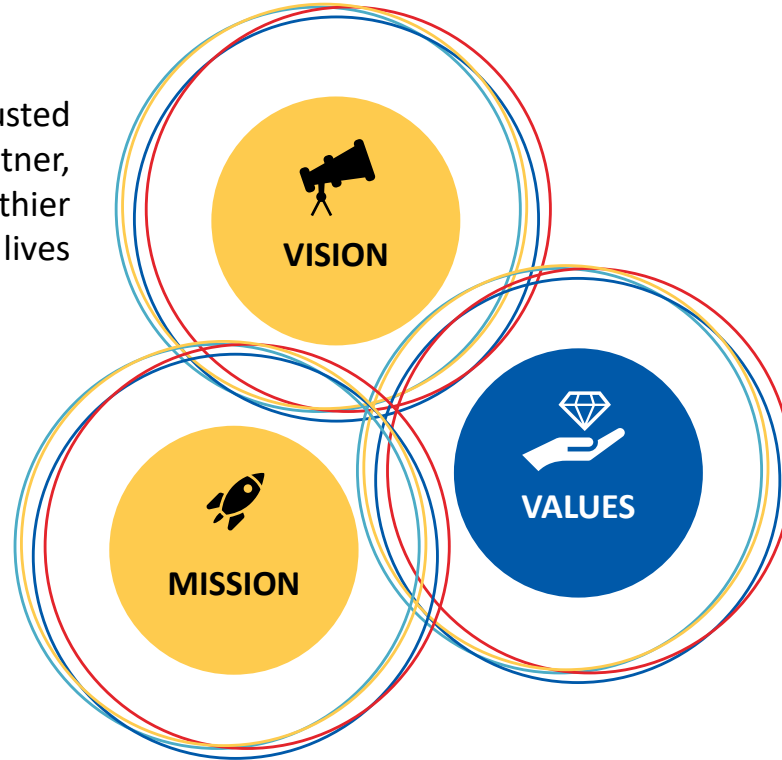 usted
tner,
thier
lives
VISION
VALUES
MISSION